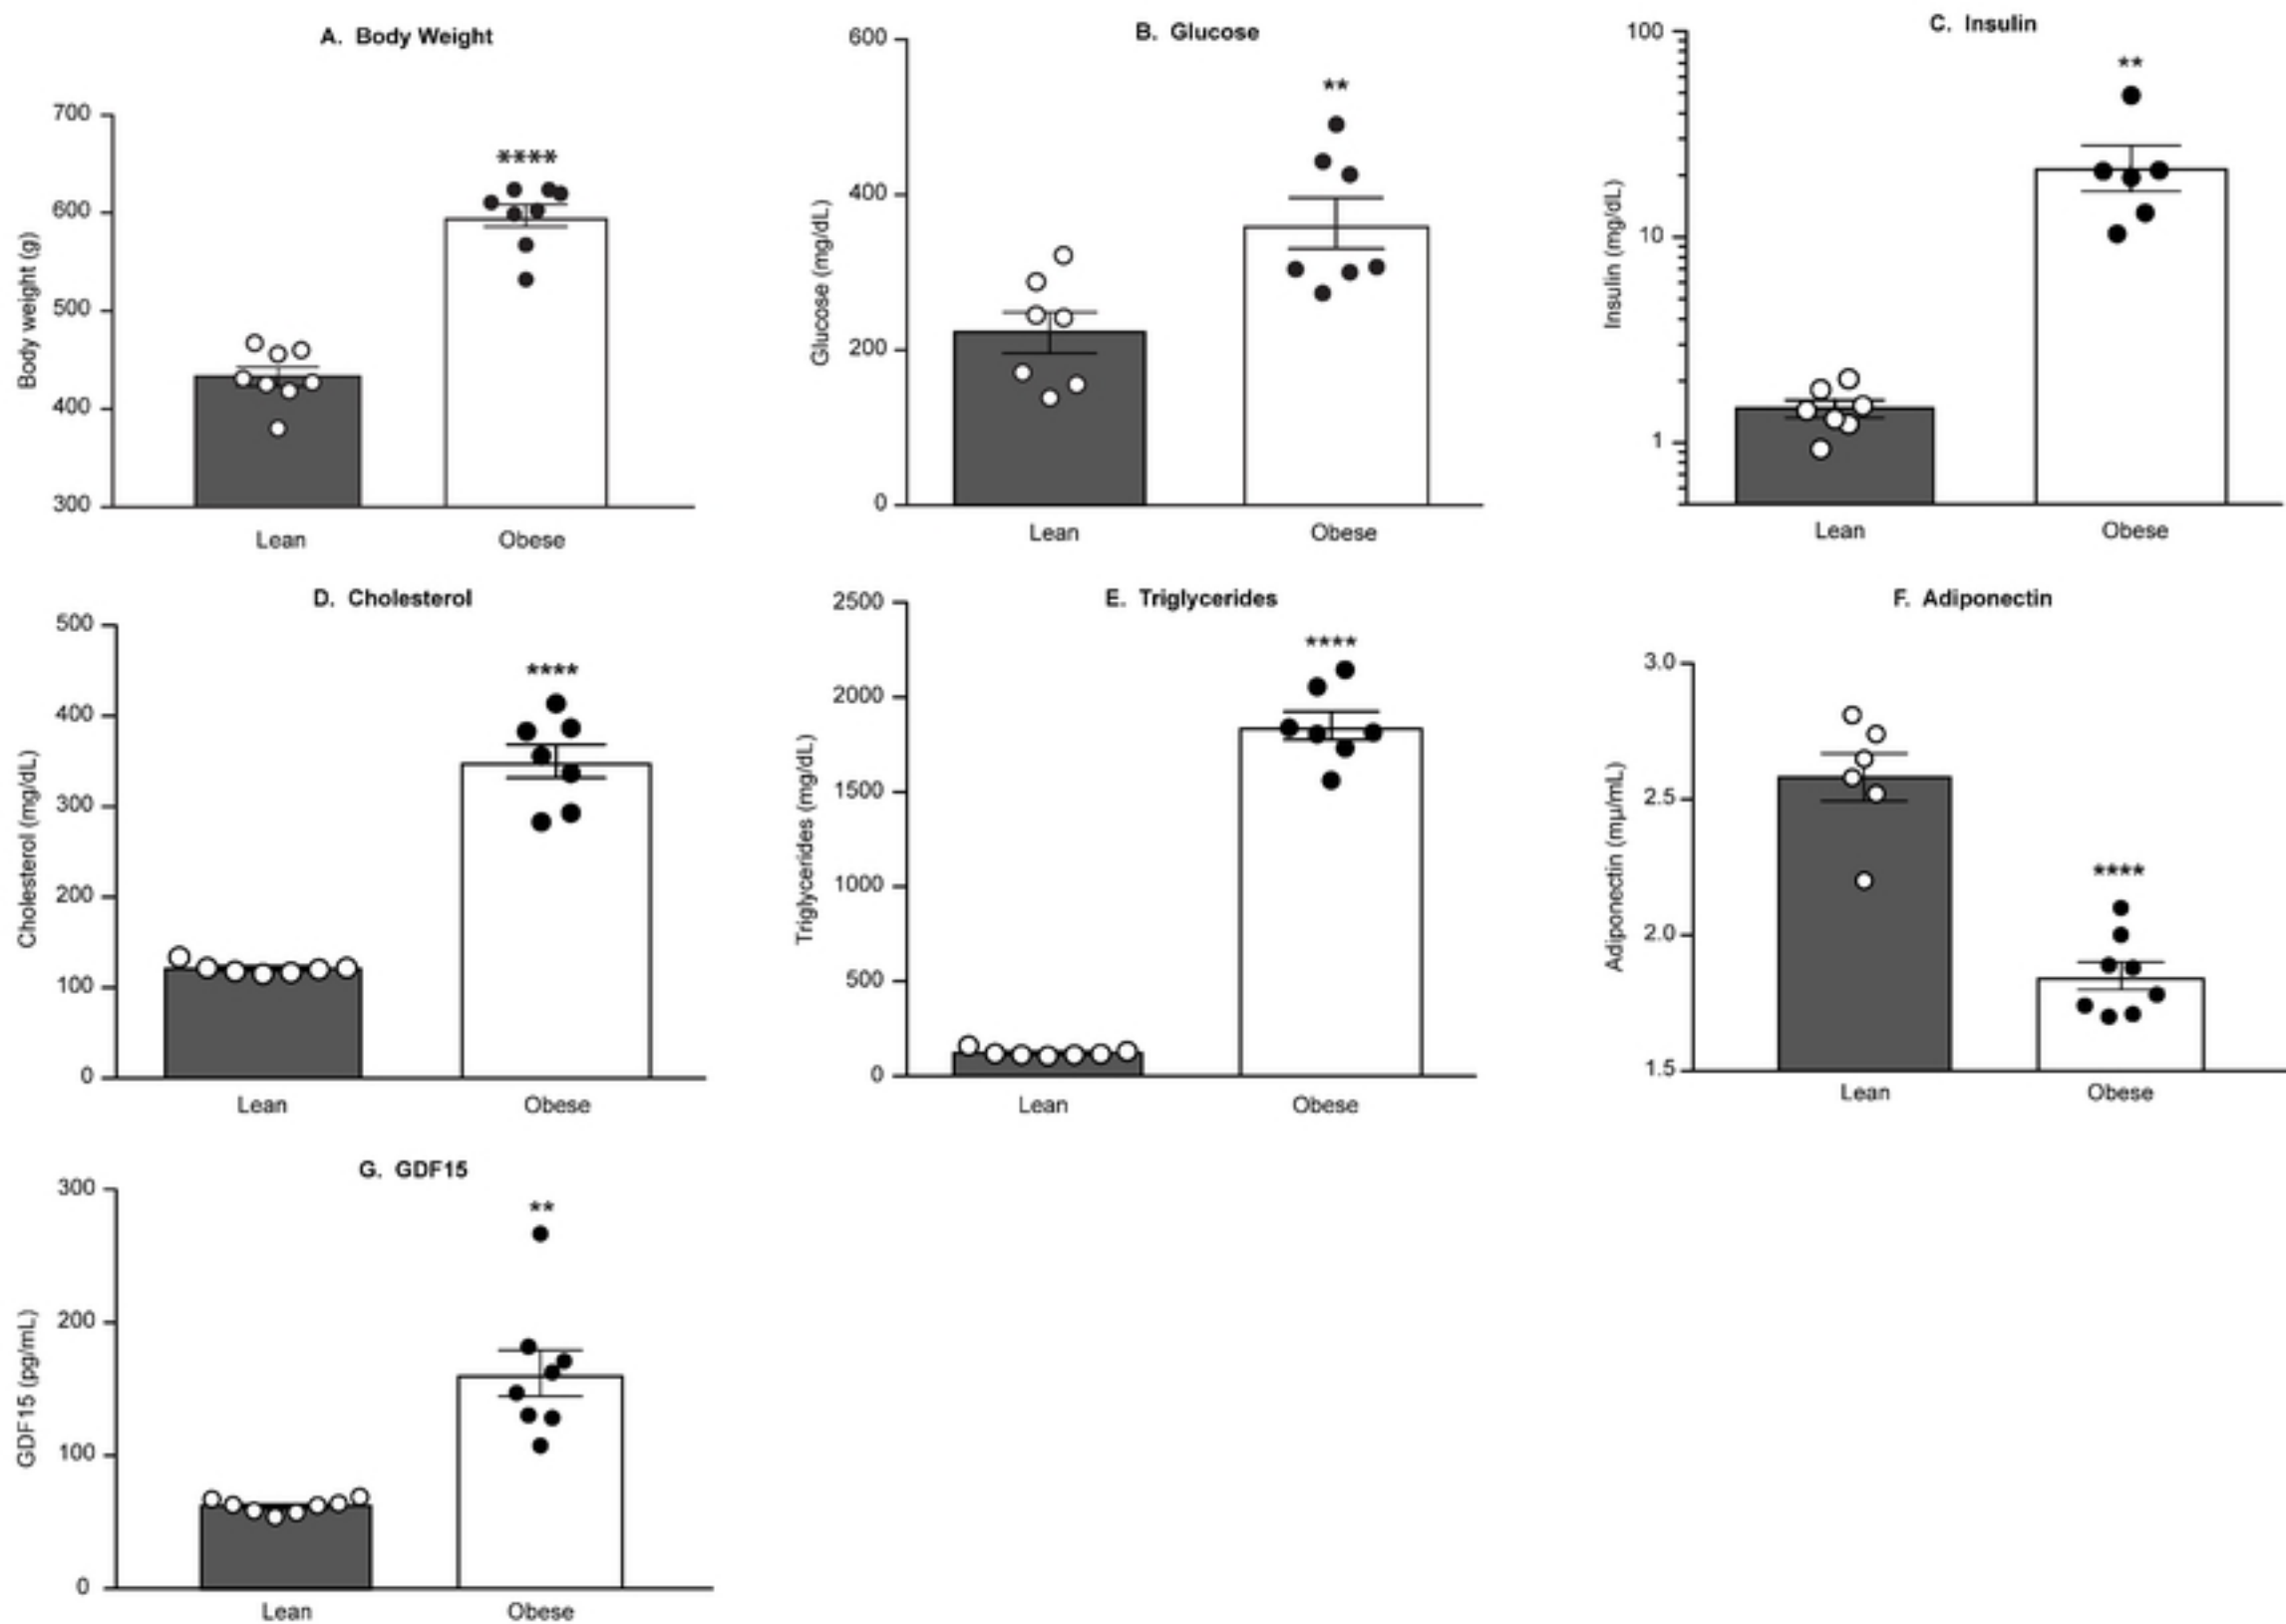 A. Body Weight
700
600
500
400
300
Body weight (g)
****
Lean
Obese
B. Glucose
600
400
200
0
Glucose (mg/dL)
**
Lean
Obese
C. Insulin
100
10
1
Insulin (mg/dL)
**
Lean
Obese
D. Cholesterol
500
400
300
200
100
0
Cholesterol (mg/dL)
****
Lean
Obese
E. Triglycerides
2500
2000
1500
1000
500
0
Triglycerides (mg/dL)
****
Lean
Obese
F. Adiponectin
3.0
2.5
2.0
1.5
Adiponectin (mµ/mL)
****
Lean
Obese
G. GDF15
300
200
100
0
GDF15 (pg/mL)
**
Lean
Obese